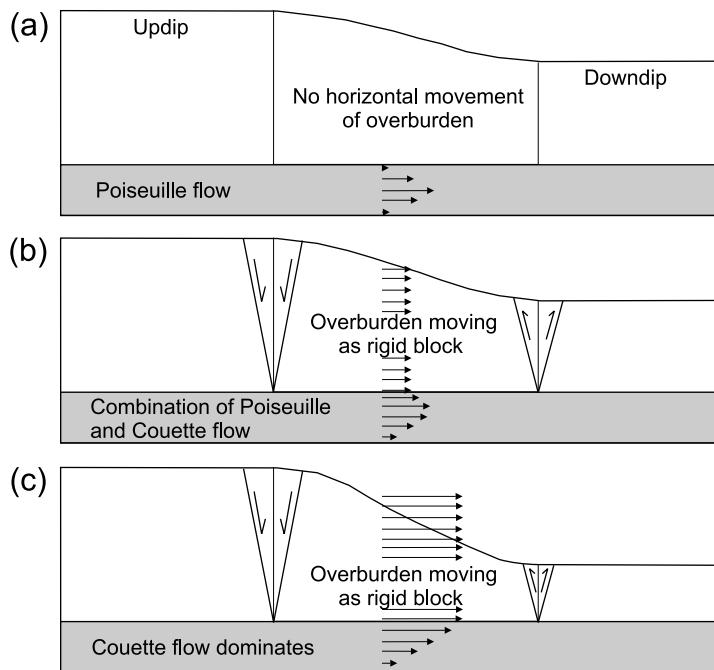 (a)
Updip
Downdip
No horizontal movement
of overburden
Poiseuille flow
(b)
Overburden moving
as rigid block
Combination of Poiseuille
and Couette flow
(c)
Overburden moving
as rigid block
Couette flow dominates